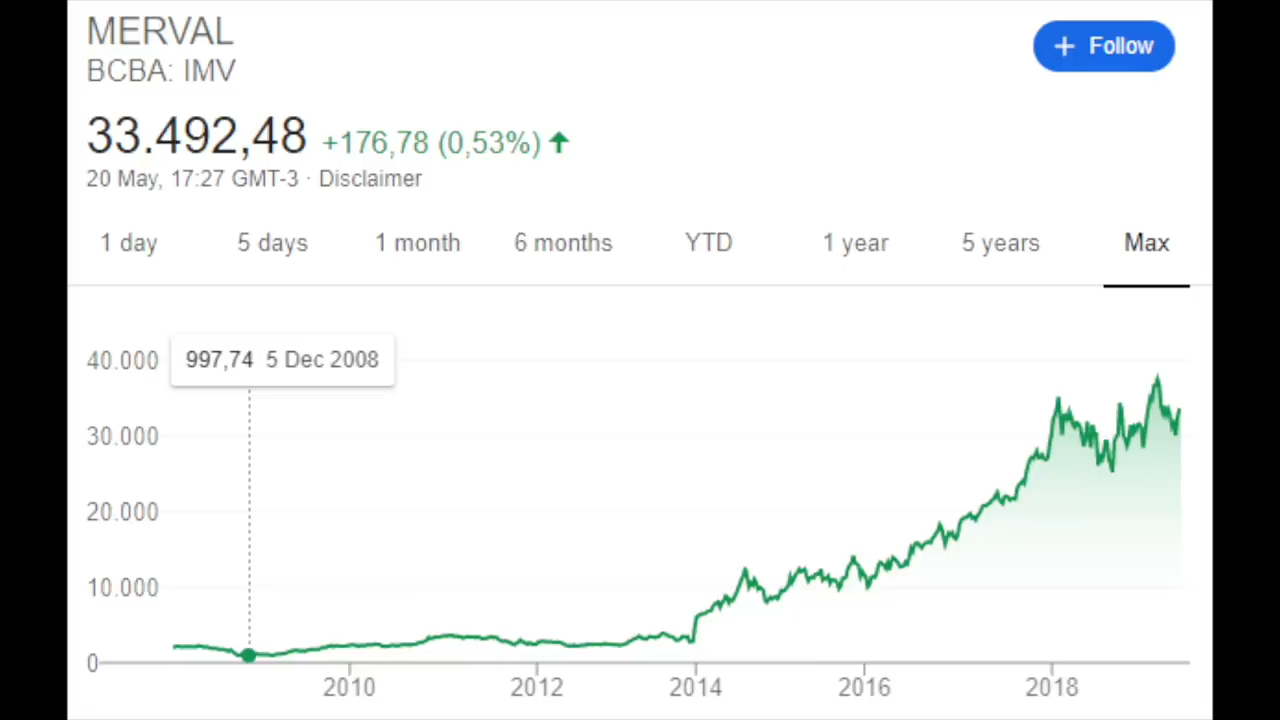 MERVAL
BCBA: IMV
+ Follow
33.492,48 +176,78 (0,53%)
20 May, 17:27 GMT-3 · Disclaimer
1 day 5 days 1 month 6 months YTD 1 year 5 years Max
997,74 5 Dec 2008
40.000
30.000
20.000
10.000
0
2010 2012 2014 2016 2018